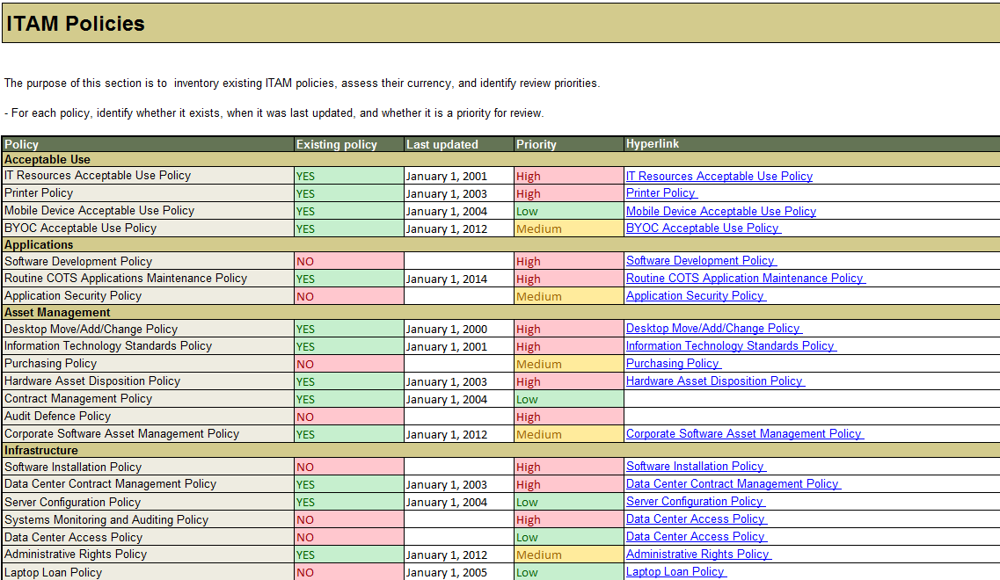 ITAM Policies
The purpose of this section is to  inventory existing ITAM policies, assess their currency, and identify review priorities.
- For each policy, identify whether it exists, when it was last updated, and whether it is a priority for review.
Policy Existing policy Last updated Priority Hyperlink
Acceptable Use
IT Resources Acceptable Use Policy YES January 1, 2001 High IT Resources Acceptable Use Policy
Printer Policy YES January 1, 2003 High Printer Policy
Mobile Device Acceptable Use Policy YES January 1, 2004 Low Mobile Device Acceptable Use Policy
BYOC Acceptable Use Policy YES January 1, 2012 Medium BYOC Acceptable Use Policy
Applications
Software Development Policy NO High Software Development Policy
Routine COTS Applications Maintenance Policy YES January 1, 2014 High Routine COTS Application Maintenance Policy
Application Security Policy NO Medium Application Security Policy
Asset Management
Desktop Move/Add/Change Policy YES January 1, 2000 High Desktop Move/Add/Change Policy
Information Technology Standards Policy YES January 1, 2001 High Information Technology Standards Policy
Purchasing Policy NO Medium Purchasing Policy
Hardware Asset Disposition Policy YES January 1, 2003 High Hardware Asset Disposition Policy
Contract Management Policy YES January 1, 2004 Low
Audit Defence Policy NO High
Corporate Software Asset Management Policy YES January 1, 2012 Medium Corporate Software Asset Management Policy
Infrastructure
Software Installation Policy NO High Software Installation Policy
Data Center Contract Management Policy YES January 1, 2003 High Data Center Contract Management Policy
Server Configuration Policy YES January 1, 2004 Low Server Configuration Policy
Systems Monitoring and Auditing Policy NO High Data Center Access Policy
Data Center Access Policy NO Low Data Center Access Policy
Administrative Rights Policy YES January 1, 2012 Medium Administrative Rights Policy
Laptop Loan Policy NO January 1, 2005 Low Laptop Loan Policy